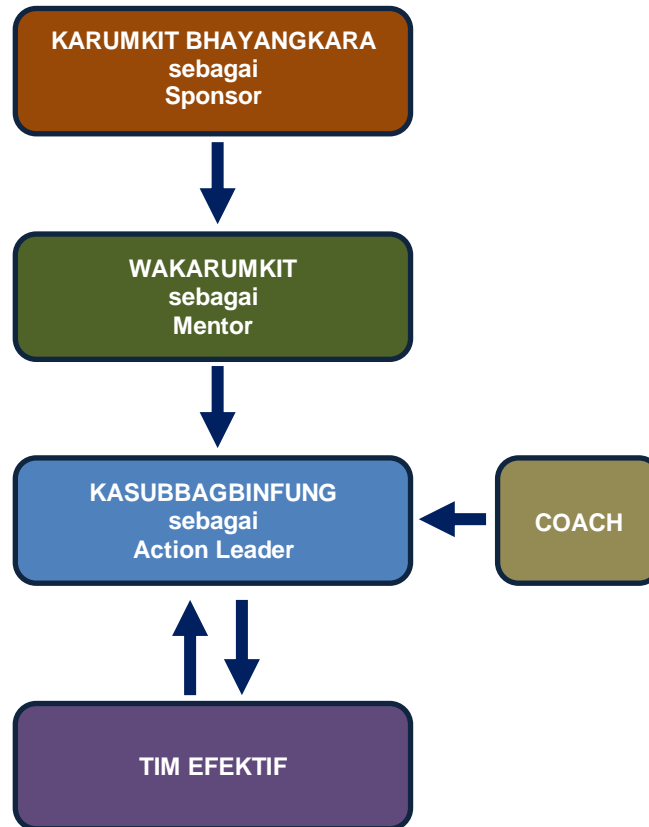 KARUMKIT BHAYANGKARA
sebagai
Sponsor
WAKARUMKIT
sebagai
Mentor
KASUBBAGBINFUNG
sebagai
Action Leader
COACH
TIM EFEKTIF